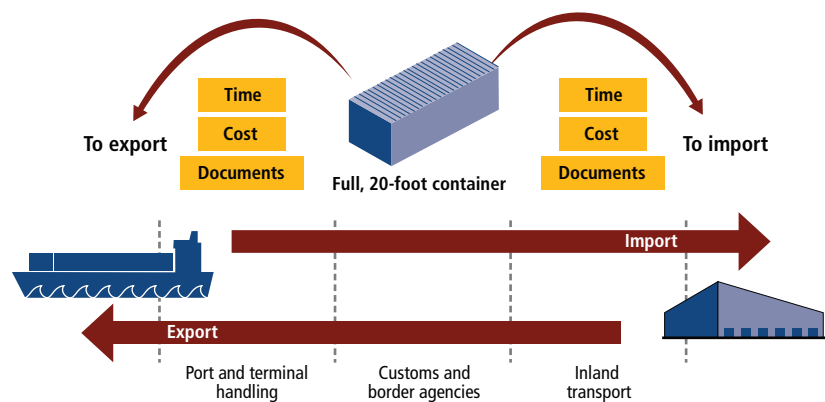 Time
Cost
Documents
To export
Full, 20-foot container
Time
Cost
Documents
To import
Import
Export
Port and terminal
handling
Customs and
border agencies
Inland
transport